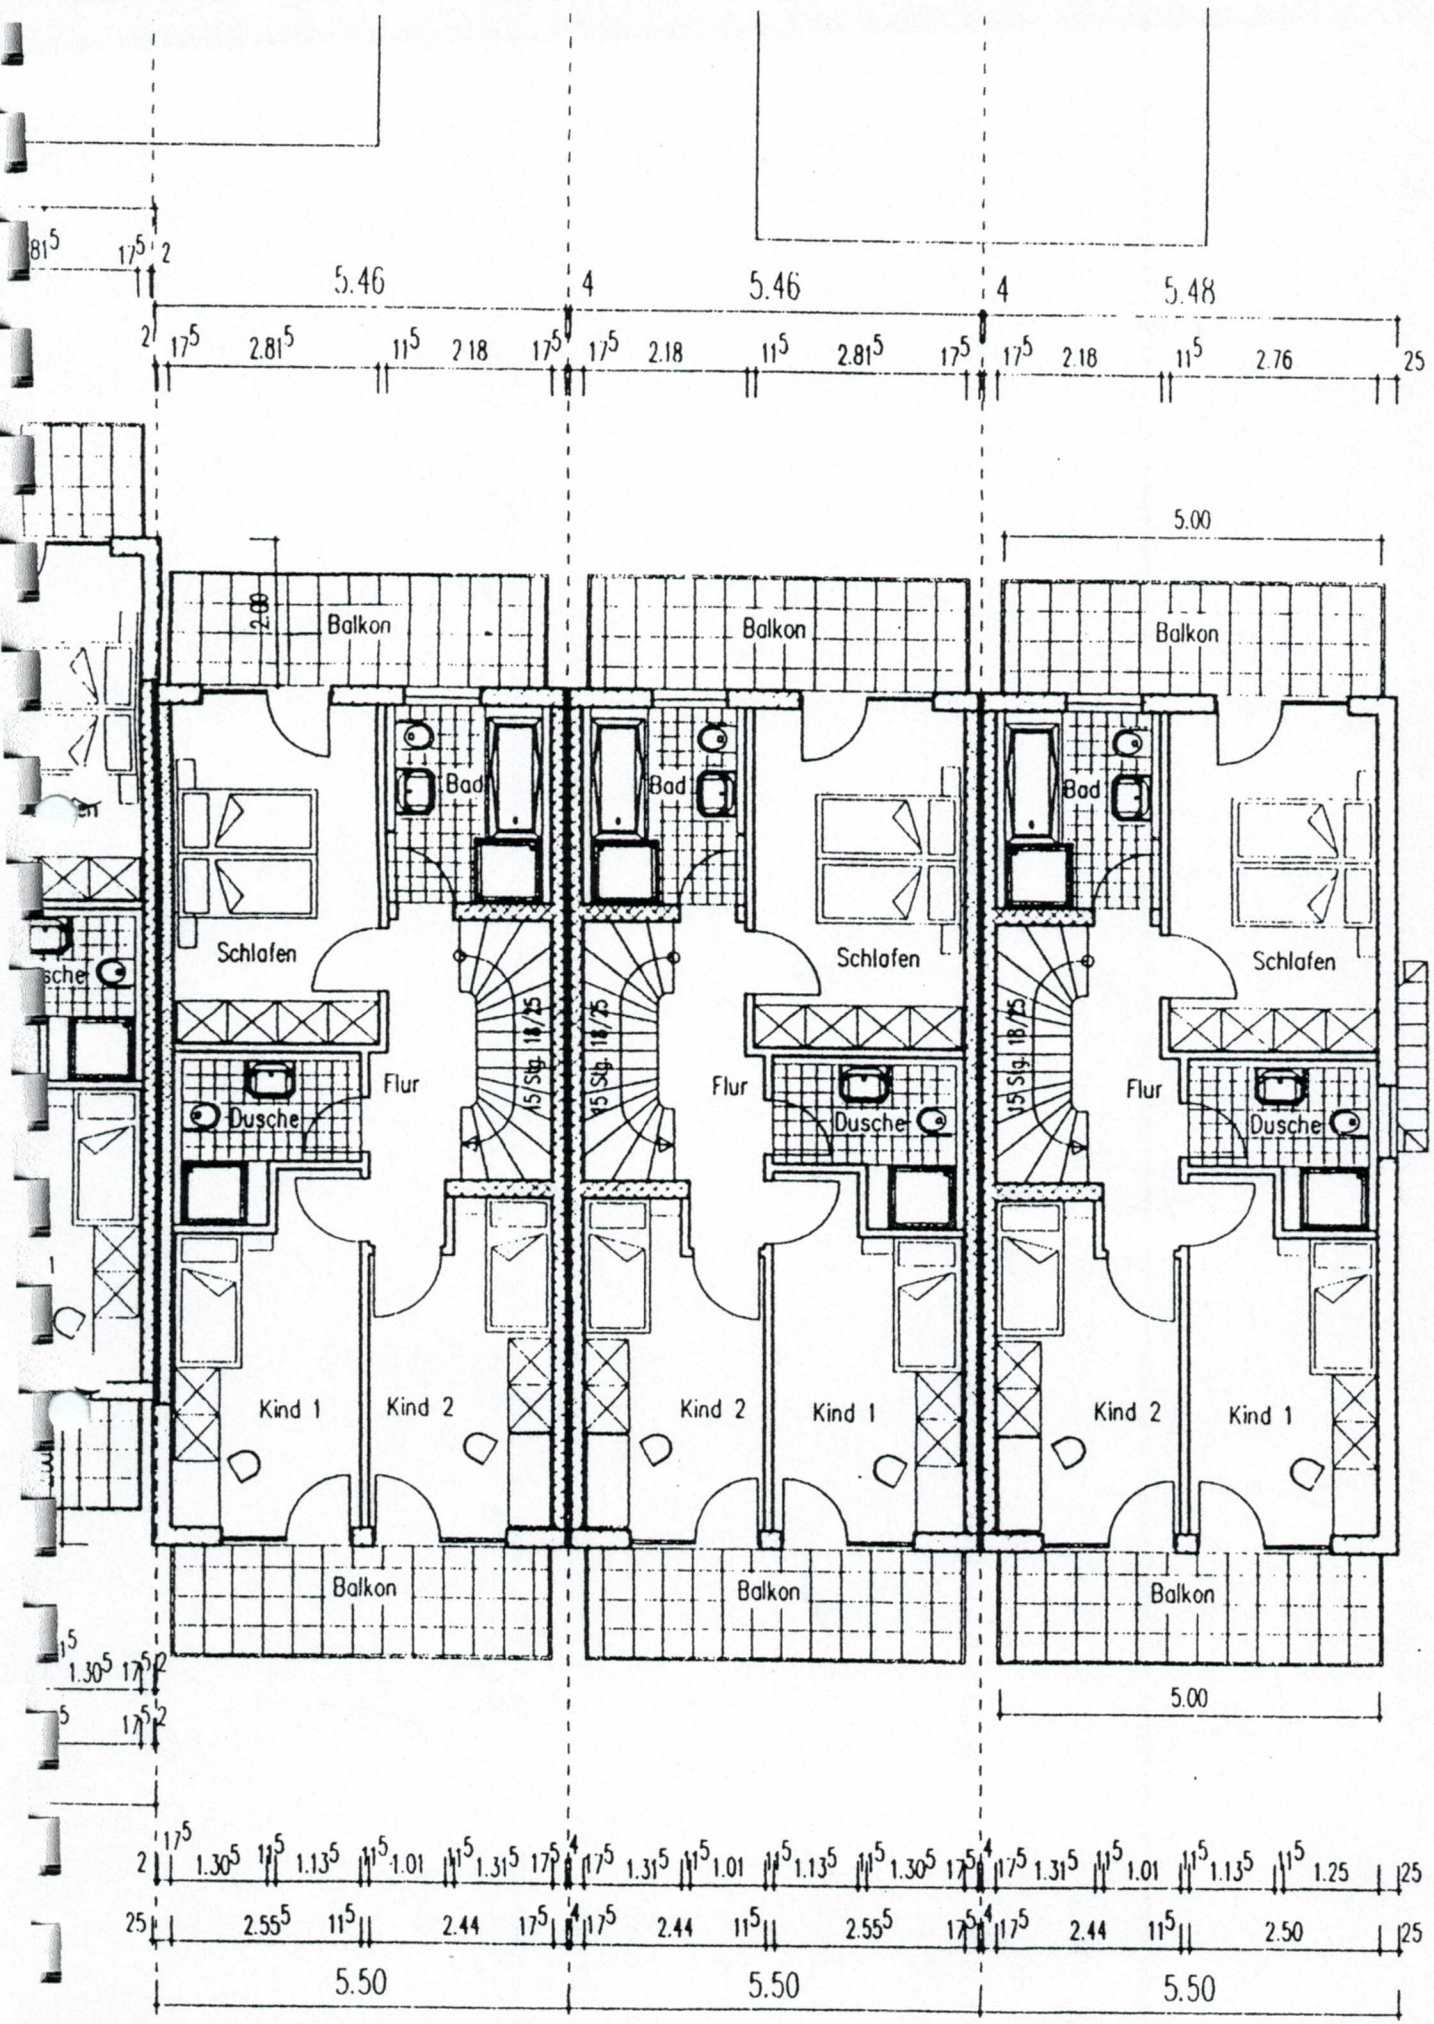 81⁵ 17⁵ 2
5.46 4 5.46 4 5.48
2 17⁵ 2.81⁵ 11⁵ 2 18 17⁵ 17⁵ 2.18 11⁵ 2.81⁵ 17⁵ 17⁵ 2.18 11⁵ 2.76 25
5.00
2.00
Balkon Balkon Balkon
Bad Bad Bad
en
Schlafen Schlafen Schlafen
sche
15 Stg. 18/25 15 Stg. 18/25 15 Stg. 18/25
Flur Flur Flur
Dusche Dusche Dusche
1
Kind 1 Kind 2 Kind 2 Kind 1 Kind 2 Kind 1
Balkon Balkon Balkon
1⁵
1.30⁵ 17⁵ 2
5 17⁵ 2
5.00
2 17⁵ 1.30⁵ 11⁵ 1.13⁵ 11⁵ 1.01 11⁵ 1.31⁵ 17⁵ 4 17⁵ 1.31⁵ 11⁵ 1.01 11⁵ 1.13⁵ 11⁵ 1.30⁵ 17⁵ 4 17⁵ 1.31⁵ 11⁵ 1.01 11⁵ 1.13⁵ 11⁵ 1.25 25
25 2.55⁵ 11⁵ 2.44 17⁵ 4 17⁵ 2.44 11⁵ 2.55⁵ 17⁵ 4 17⁵ 2.44 11⁵ 2.50 25
5.50 5.50 5.50